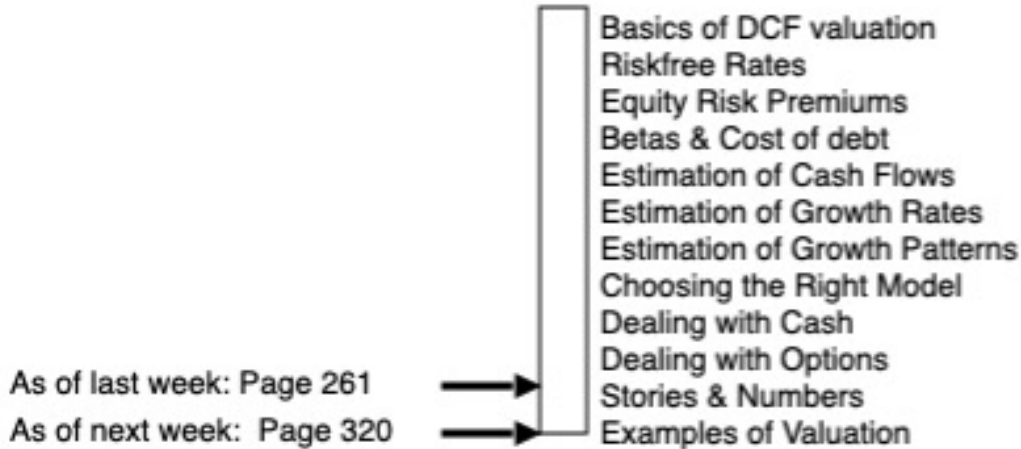 Basics of DCF valuation
Riskfree Rates
Equity Risk Premiums
Betas & Cost of debt
Estimation of Cash Flows
Estimation of Growth Rates
Estimation of Growth Patterns
Choosing the Right Model
Dealing with Cash
Dealing with Options
As of last week: Page 261
Stories & Numbers
As of next week:  Page 320
Examples of Valuation